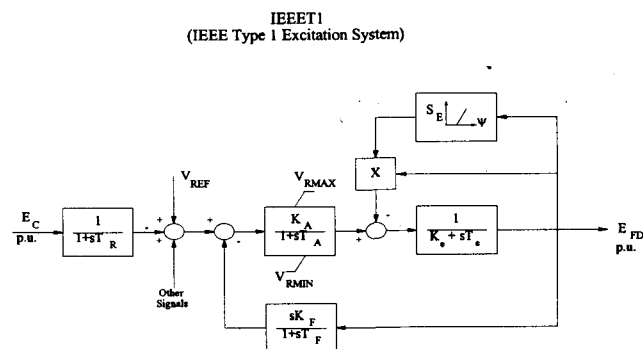 IEEET1
(IEEE Type 1 Excitation System)
S E ψ
X
V REF
V RMAX
E C
p.u.
1
1+sT R
-
+
+
+
-
K A
1+sT A
+
-
1
K e + sT e
E FD
p.u.
V RMIN
Other
Signals
sK F
1+sT F